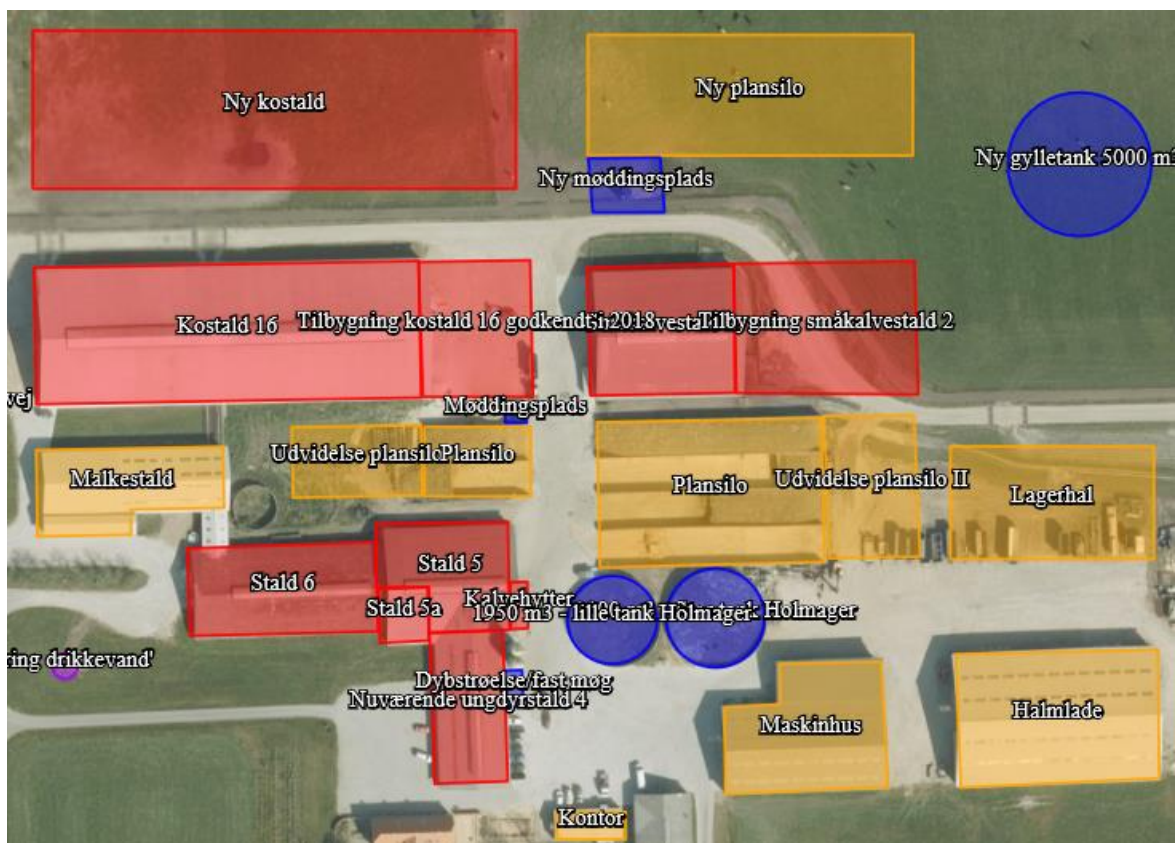 Ny kostald
Ny plansilo
Ny gylletank 5000 m3
Ny møddingsplads
Kostald 16
Tilbygning kostald 16 godkendt i 2018
Tilbygning småkalvestald 2
vej
Møddingsplads
Udvidelse plansilo
Plansilo
Malkestald
Plansilo
Udvidelse plansilo II
Lagerhal
Stald 5
Stald 6
Kalvehytter
Stald 5a
1950 m3 - lille tank Holmager
Holmager
ring drikkevand'
Dybstrøelse/fast møg
Nuværende ungdyrstald 4
Maskinhus
Halmlade
Kontor